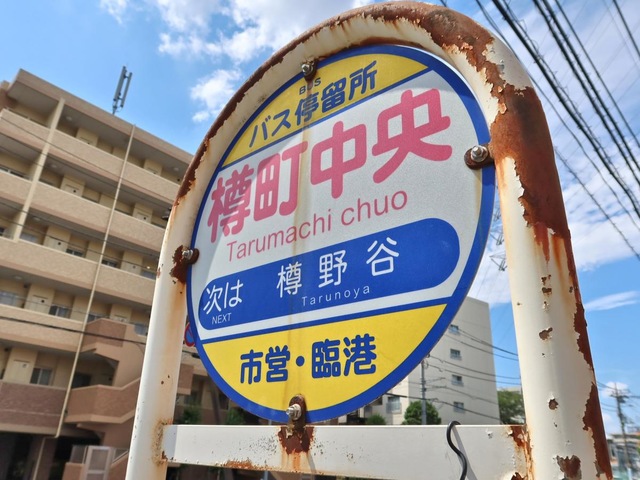 BUS
バス停留所
樽町中央
Tarumachi chuo
次は 樽野谷
NEXT Tarunoya
市営・臨港